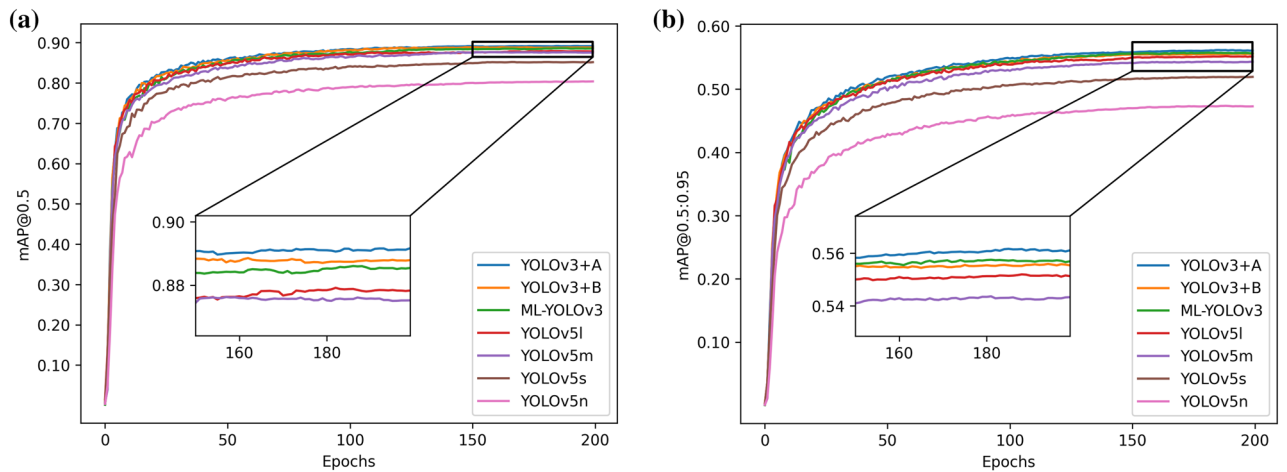 (a)
mAP@0.5
0.90
0.80
0.70
0.60
0.50
0.40
0.30
0.20
0.10
0.90
0.88
160 180
YOLOv3+A
YOLOv3+B
ML-YOLOv3
YOLOv5l
YOLOv5m
YOLOv5s
YOLOv5n
0 50 100 150 200
Epochs
(b)
mAP@0.5:0.95
0.60
0.50
0.40
0.30
0.20
0.10
0.56
0.54
160 180
YOLOv3+A
YOLOv3+B
ML-YOLOv3
YOLOv5l
YOLOv5m
YOLOv5s
YOLOv5n
0 50 100 150 200
Epochs